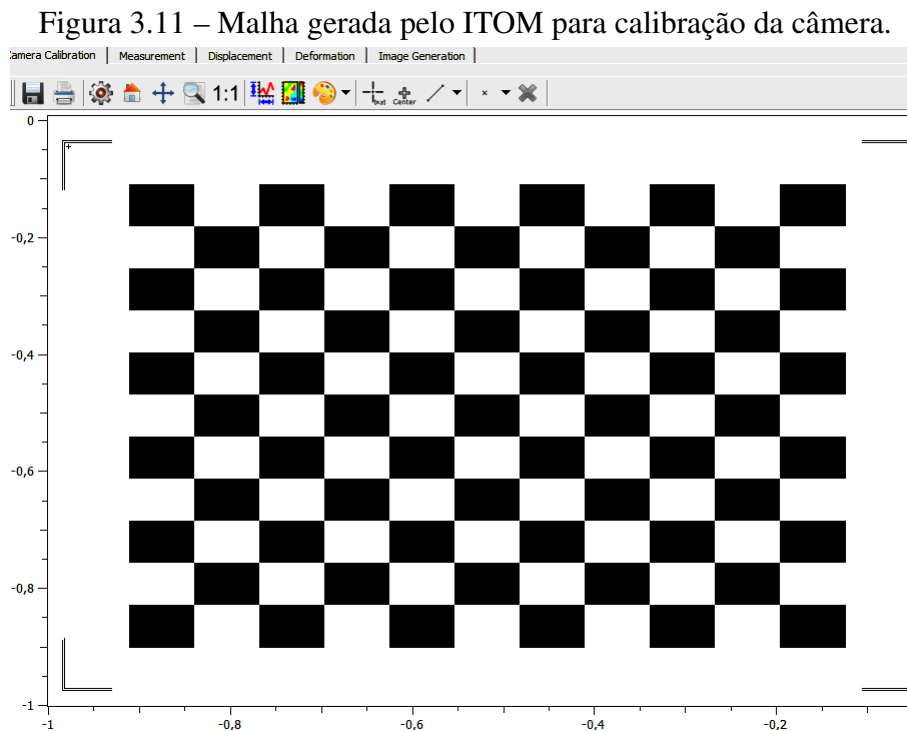 Figura 3.11 – Malha gerada pelo ITOM para calibração da câmera.
Camera Calibration | Measurement | Displacement | Deformation | Image Generation
1:1 Center
0
-0,2
-0,4
-0,6
-0,8
-1
-1 -0,8 -0,6 -0,4 -0,2